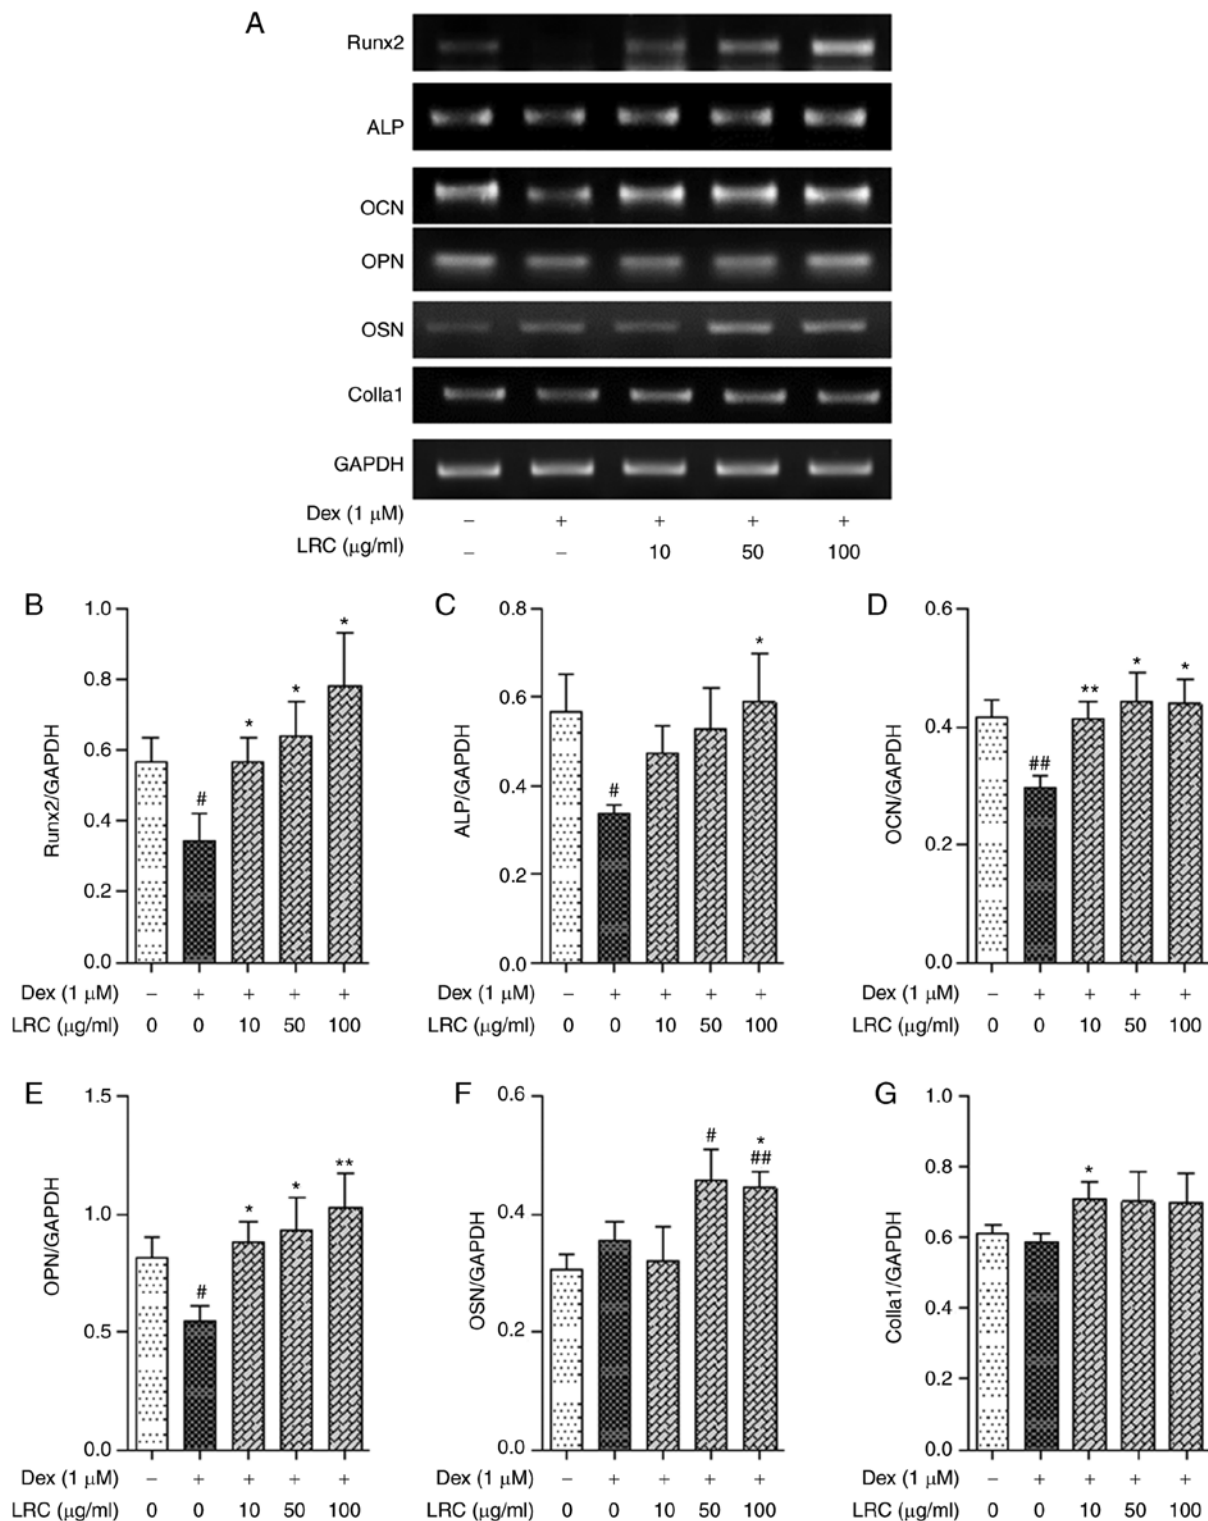 A
Runx2
ALP
OCN
OPN
OSN
Colla1
GAPDH
Dex (1 μM) – + + + +
LRC (μg/ml) – – 10 50 100
B
Runx2/GAPDH
1.0
0.8
0.6
0.4
0.2
0.0
# * * *
Dex (1 μM) – + + + +
LRC (μg/ml) 0 0 10 50 100
C
ALP/GAPDH
0.8
0.6
0.4
0.2
0.0
# *
Dex (1 μM) – + + + +
LRC (μg/ml) 0 0 10 50 100
D
OCN/GAPDH
0.6
0.4
0.2
0.0
## ** * *
Dex (1 μM) – + + + +
LRC (μg/ml) 0 0 10 50 100
E
OPN/GAPDH
1.5
1.0
0.5
0.0
# * * **
Dex (1 μM) – + + + +
LRC (μg/ml) 0 0 10 50 100
F
OSN/GAPDH
0.6
0.4
0.2
0.0
# *
##
Dex (1 μM) – + + + +
LRC (μg/ml) 0 0 10 50 100
G
Colla1/GAPDH
1.0
0.8
0.6
0.4
0.2
0.0
*
Dex (1 μM) – + + + +
LRC (μg/ml) 0 0 10 50 100